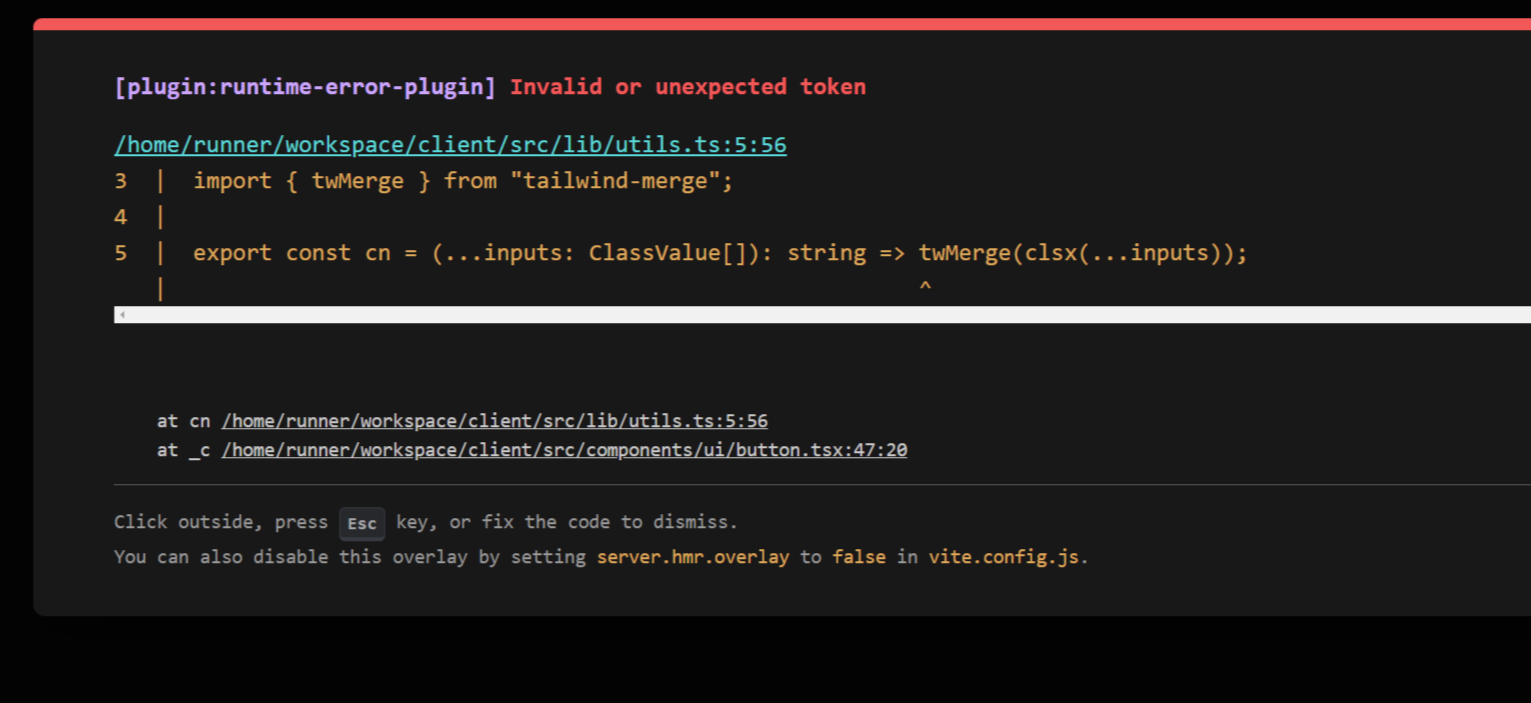 [plugin:runtime-error-plugin] Invalid or unexpected token
/home/runner/workspace/client/src/lib/utils.ts:5:56
3  |  import { twMerge } from "tailwind-merge";
4  |
5  |  export const cn = (...inputs: ClassValue[]): string => twMerge(clsx(...inputs));
   |                                                         ^
at cn /home/runner/workspace/client/src/lib/utils.ts:5:56
at _c /home/runner/workspace/client/src/components/ui/button.tsx:47:20
Click outside, press Esc key, or fix the code to dismiss.
You can also disable this overlay by setting server.hmr.overlay to false in vite.config.js.